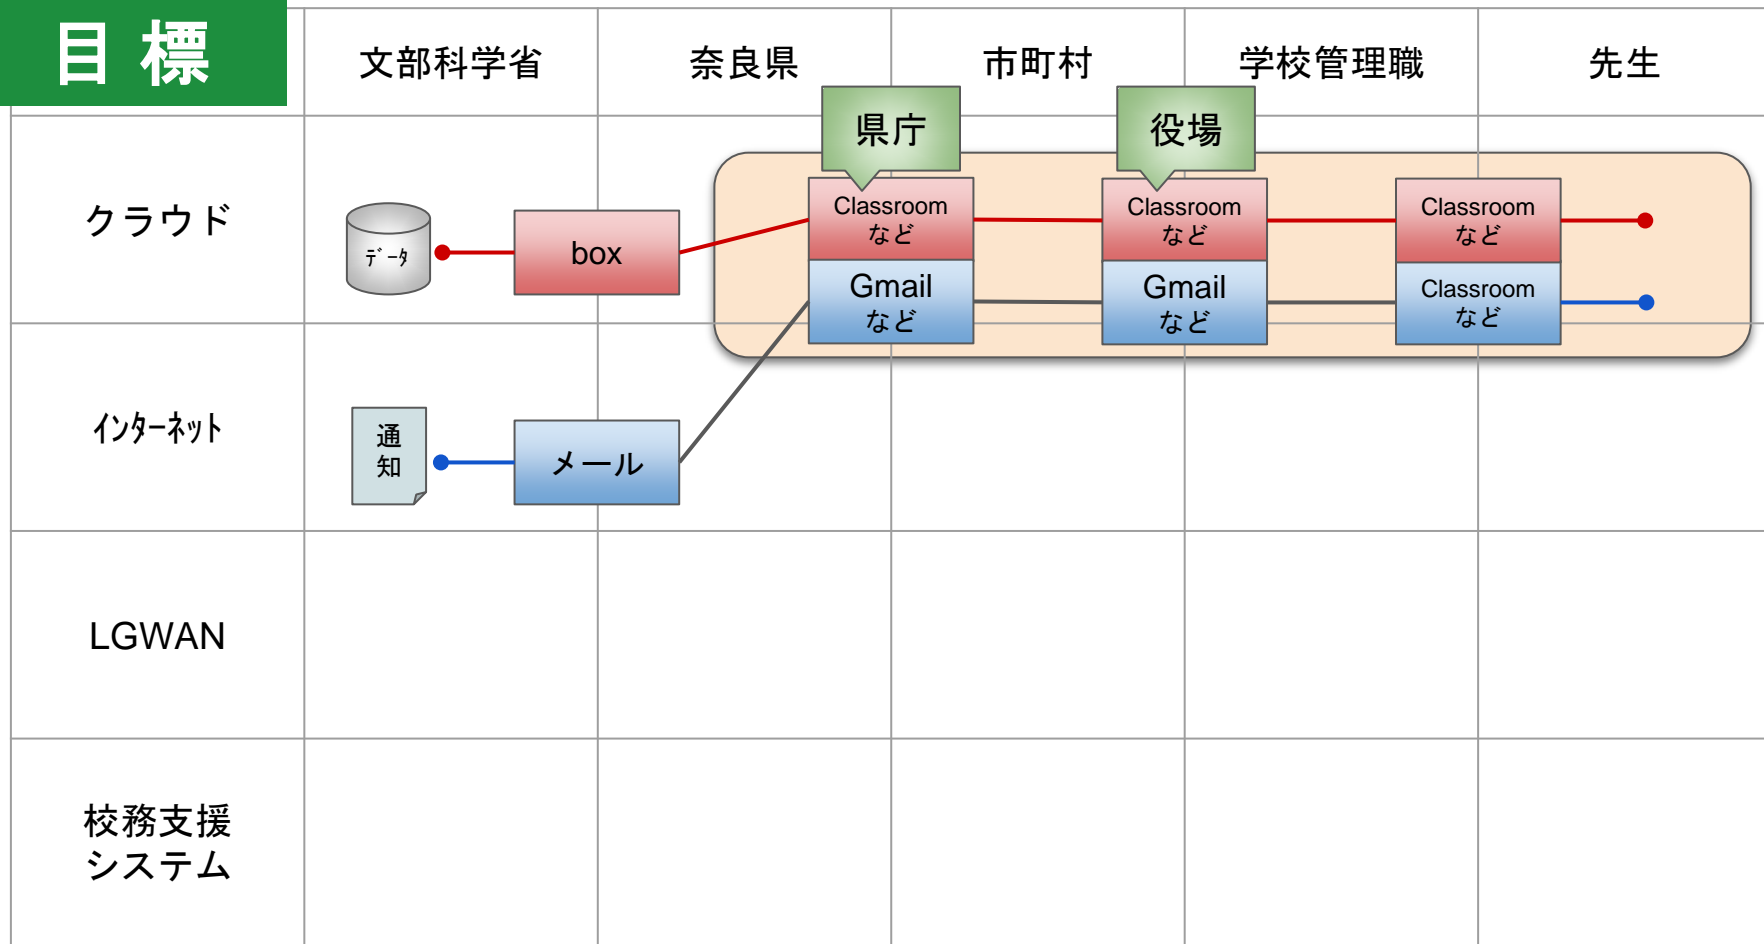 目標
文部科学省
奈良県
市町村
学校管理職
先生
県庁
役場
クラウド
データ
box
Classroom
など
Classroom
など
Classroom
など
Gmail
など
Gmail
など
Classroom
など
インターネット
通
知
メール
LGWAN
校務支援
システム